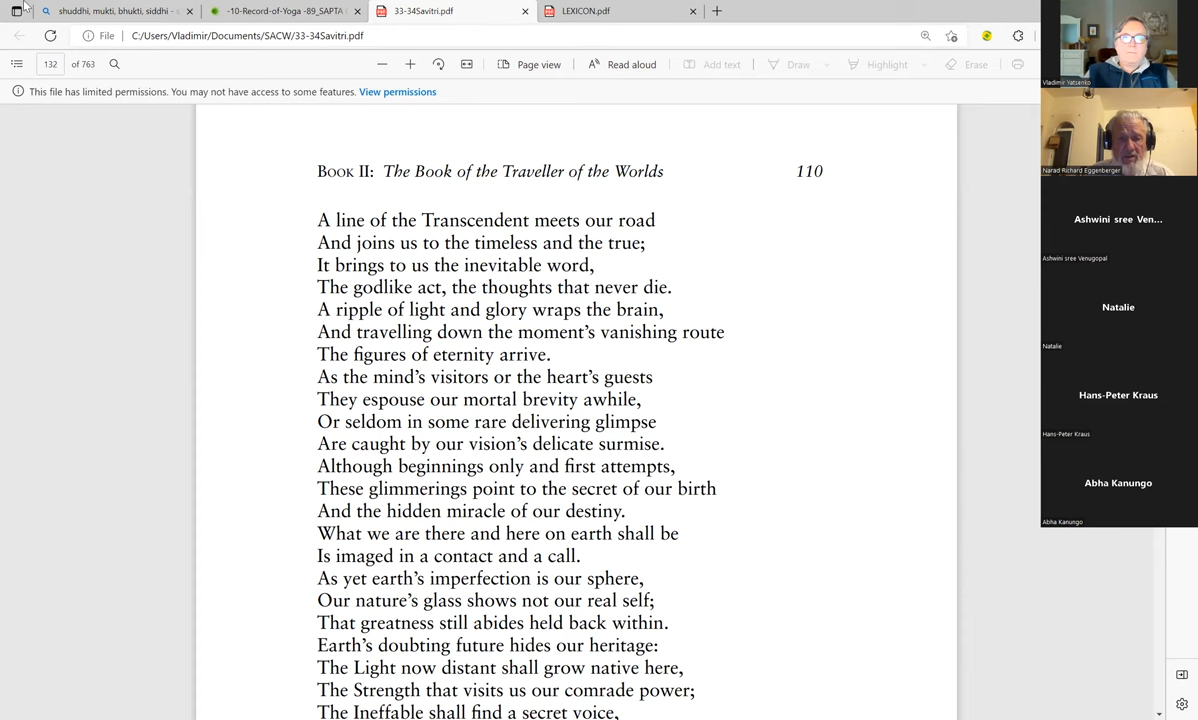 shuddhi, mukti, bhukti, siddhi - s
-10-Record-of-Yoga -89_SAPTA C
33-34Savitri.pdf
LEXICON.pdf
File
C:/Users/Vladimir/Documents/SACW/33-34Savitri.pdf
132 of 763
Page view
Read aloud
Add text
Draw
Highlight
Erase
This file has limited permissions. You may not have access to some features. View permissions
BOOK II: The Book of the Traveller of the Worlds 110
A line of the Transcendent meets our road
And joins us to the timeless and the true;
It brings to us the inevitable word,
The godlike act, the thoughts that never die.
A ripple of light and glory wraps the brain,
And travelling down the moment's vanishing route
The figures of eternity arrive.
As the mind's visitors or the heart's guests
They espouse our mortal brevity awhile,
Or seldom in some rare delivering glimpse
Are caught by our vision's delicate surmise.
Although beginnings only and first attempts,
These glimmerings point to the secret of our birth
And the hidden miracle of our destiny.
What we are there and here on earth shall be
Is imaged in a contact and a call.
As yet earth's imperfection is our sphere,
Our nature's glass shows not our real self;
That greatness still abides held back within.
Earth's doubting future hides our heritage:
The Light now distant shall grow native here,
The Strength that visits us our comrade power;
The Ineffable shall find a secret voice,
Vladimir Yatsenko
Narad Richard Eggenberger
Ashwini sree Ven...
Ashwini sree Venugopal
Natalie
Natalie
Hans-Peter Kraus
Hans-Peter Kraus
Abha Kanungo
Abha Kanungo